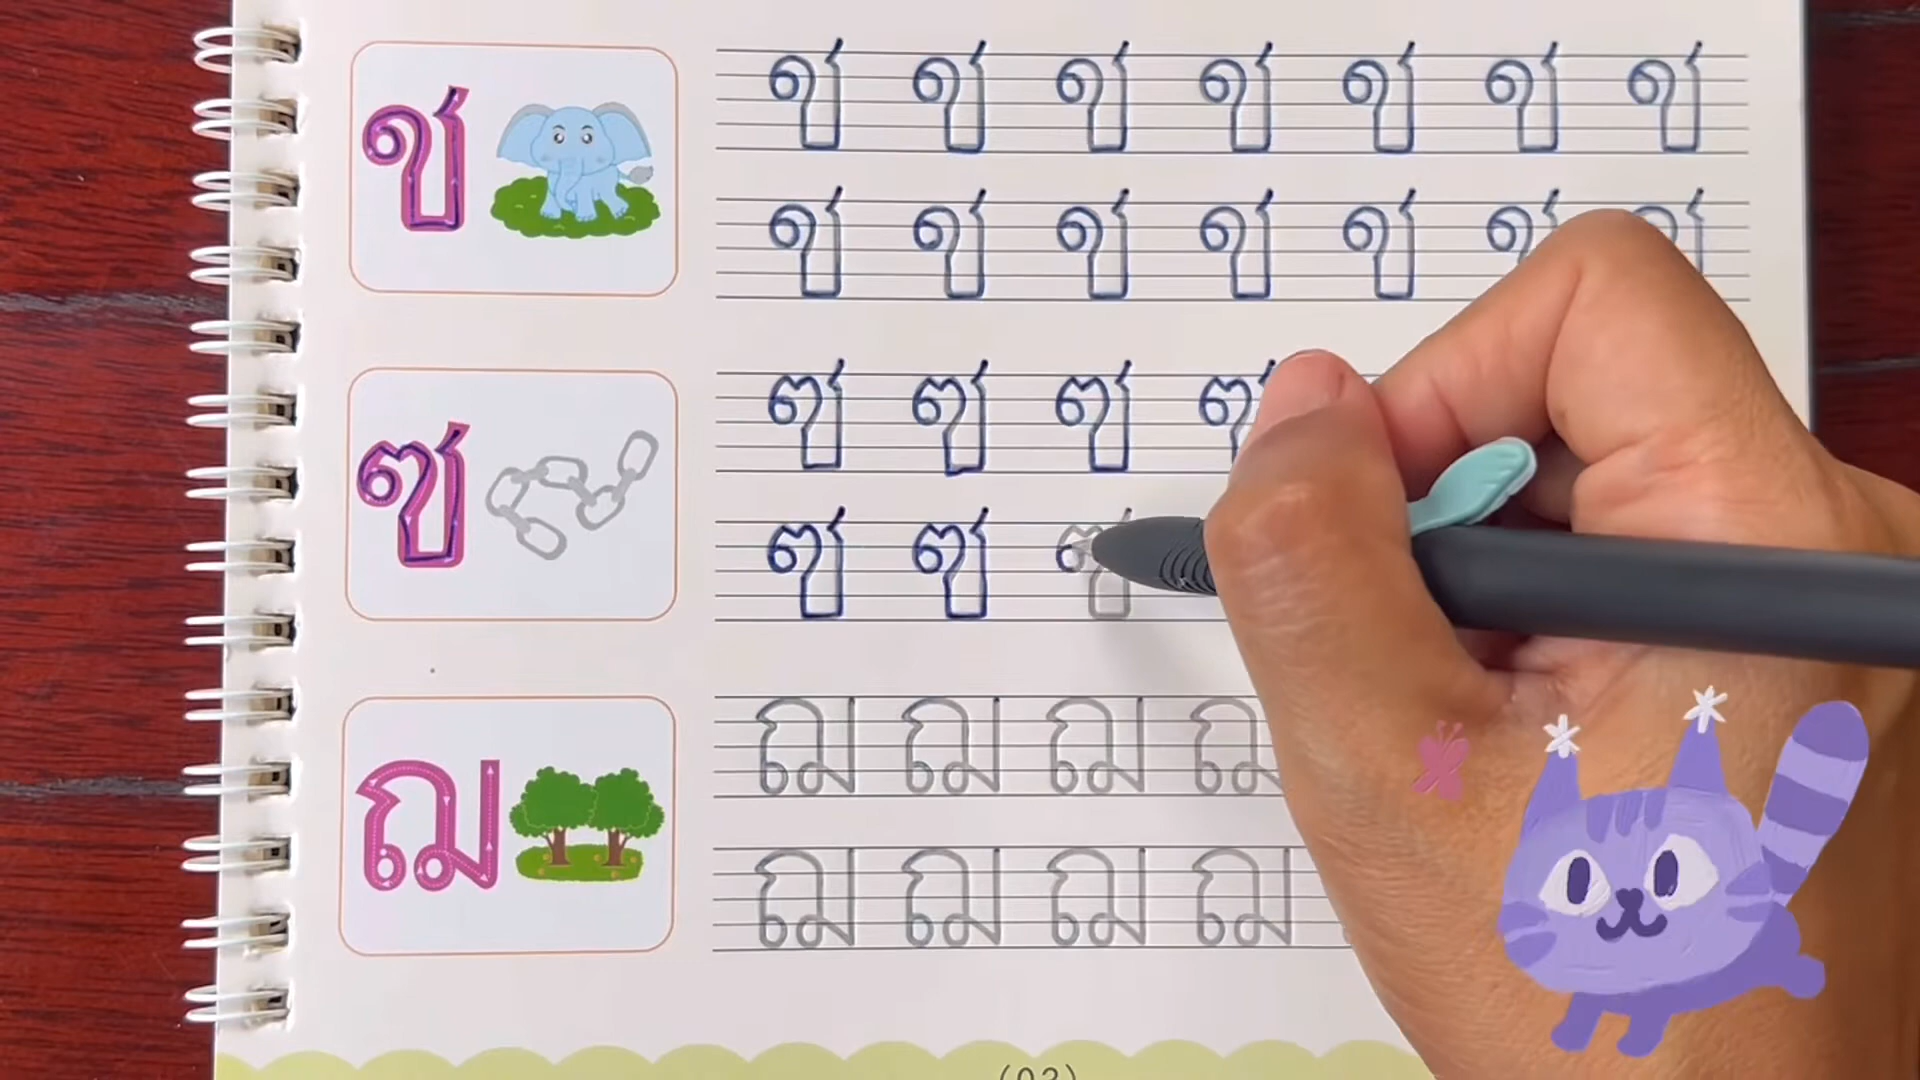 ช ช ช ช ช ช ช ช
ช ช ช ช ช ช ช
ซ ซ ซ ซ ซ
ซ ซ ซ
ฌ ฌ ฌ ฌ ฌ
ฌ ฌ ฌ ฌ